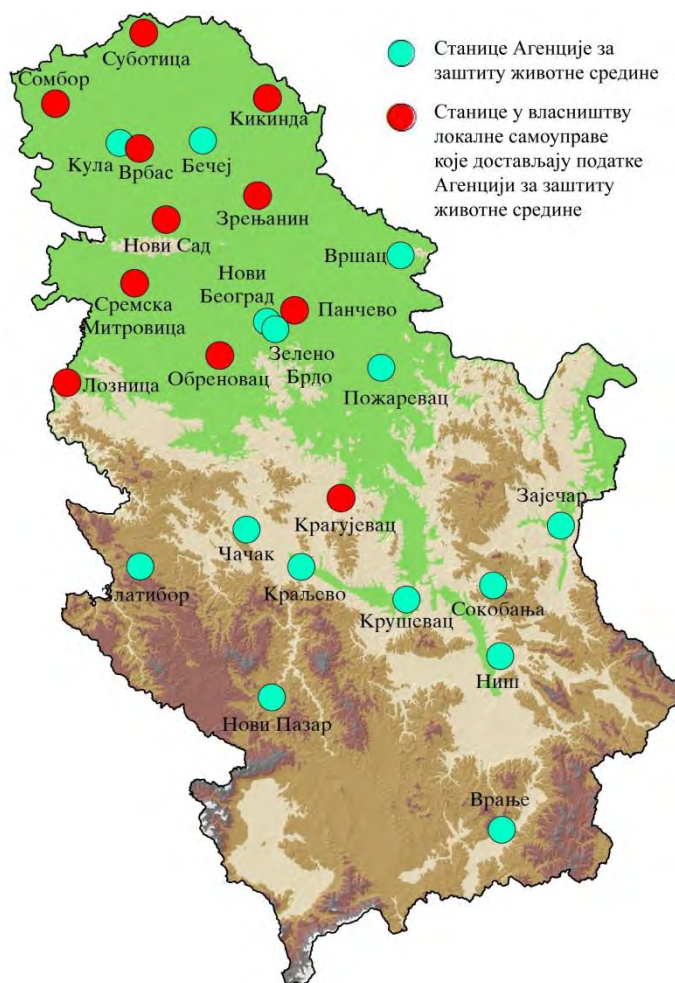 Суботица
Сомбор
Кикинда
Кула
Врбас
Бечеј
Зрењанин
Нови Сад
Вршац
Нови
Београд
Сремска
Митровица
Панчево
Зелено
Брдо
Обреновац
Лозница
Пожаревац
Зајечар
Крагујевац
Чачак
Златибор
Краљево
Крушевац
Сокобања
Ниш
Нови Пазар
Врање
Станице Агенције за
заштиту животне средине
Станице у власништву
локалне самоуправе
које достављају податке
Агенцији за заштиту
животне средине